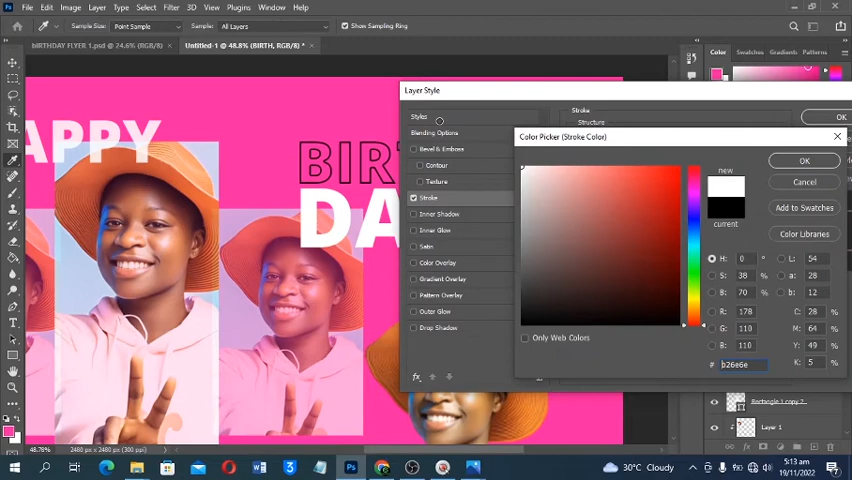 File Edit Image Layer Type Select Filter 3D View Plugins Window Help
Sample Size: Point Sample Sample: All Layers Show Sampling Ring
BIRTHDAY FLYER 1.psd @ 24.6% (RGB/8) × Untitled-1 @ 48.8% (BIRTH, RGB/8) * ×
Color Swatches Gradients Patterns
APPY
BIRT
DA
Layer Style
Styles
Blending Options
Bevel & Emboss
Contour
Texture
Stroke
Inner Shadow
Inner Glow
Satin
Color Overlay
Gradient Overlay
Pattern Overlay
Outer Glow
Drop Shadow
fx
Stroke
Structure
OK
Color Picker (Stroke Color)
new
current
OK
Cancel
Add to Swatches
Color Libraries
H: 0 ° L: 54
S: 38 % a: 28
B: 70 % b: 12
R: 178 C: 28 %
G: 110 M: 64 %
B: 110 Y: 49 %
# b26e6e K: 5 %
Only Web Colors
Rectangle 1 copy 2
Layer 1
48.78% 2480 px x 2480 px (300 ppi)
30°C Cloudy
5:13 am
19/11/2022